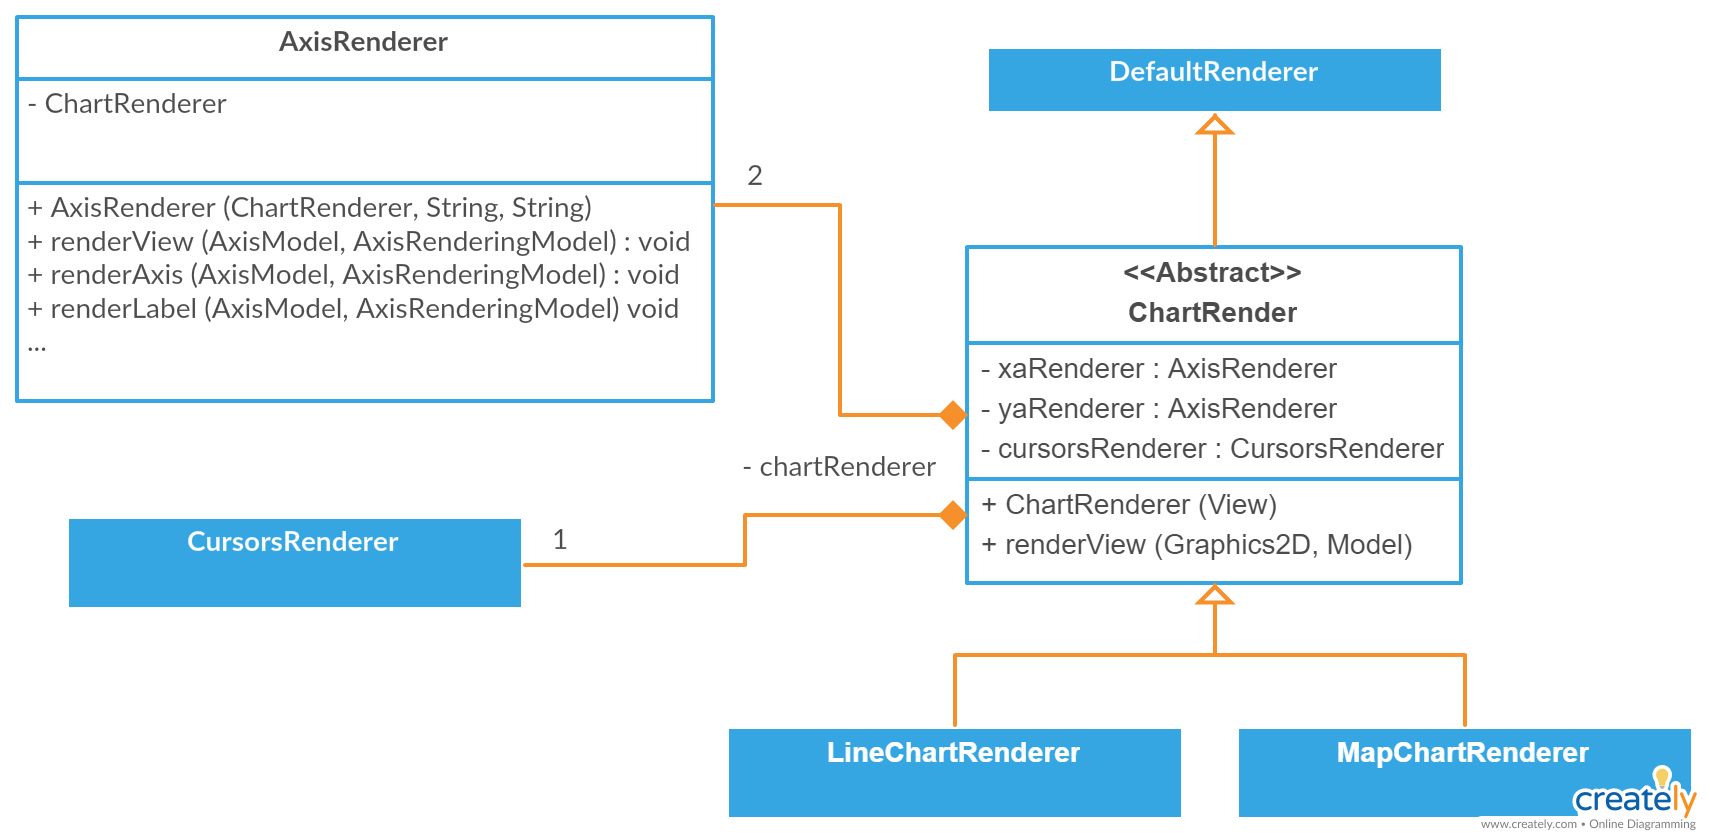 AxisRenderer
- ChartRenderer
+ AxisRenderer (ChartRenderer, String, String)
+ renderView (AxisModel, AxisRenderingModel) : void
+ renderAxis (AxisModel, AxisRenderingModel) : void
+ renderLabel (AxisModel, AxisRenderingModel) void
...
2
DefaultRenderer
<<Abstract>>
ChartRender
- xaRenderer : AxisRenderer
- yaRenderer : AxisRenderer
- cursorsRenderer : CursorsRenderer
+ ChartRenderer (View)
+ renderView (Graphics2D, Model)
- chartRenderer
1
CursorsRenderer
LineChartRenderer
MapChartRenderer
creately
www.creately.com • Online Diagramming